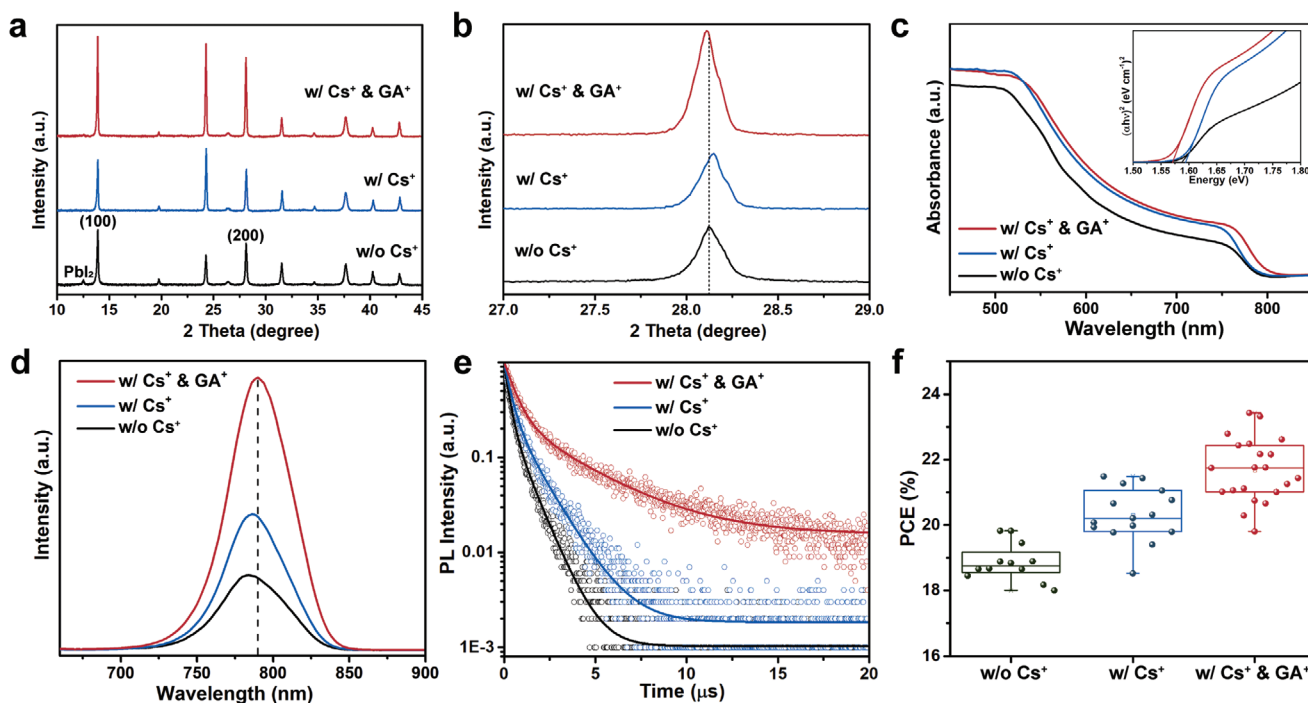 a
Intensity (a.u.)
w/ Cs⁺ & GA⁺
w/ Cs⁺
(100)
(200)
w/o Cs⁺
PbI₂
10 15 20 25 30 35 40 45
2 Theta (degree)
b
Intensity (a.u.)
w/ Cs⁺ & GA⁺
w/ Cs⁺
w/o Cs⁺
27.0 27.5 28.0 28.5 29.0
2 Theta (degree)
c
Absorbance (a.u.)
(αhν)² (eV cm⁻¹)²
1.50 1.55 1.60 1.65 1.70 1.75 1.80
Energy (eV)
w/ Cs⁺ & GA⁺
w/ Cs⁺
w/o Cs⁺
500 600 700 800
Wavelength (nm)
d
Intensity (a.u.)
w/ Cs⁺ & GA⁺
w/ Cs⁺
w/o Cs⁺
700 750 800 850 900
Wavelength (nm)
e
PL Intensity (a.u.)
w/ Cs⁺ & GA⁺
w/ Cs⁺
w/o Cs⁺
0.1
0.01
1E-3
0 5 10 15 20
Time (μs)
f
PCE (%)
24
22
20
18
16
w/o Cs⁺ w/ Cs⁺ w/ Cs⁺ & GA⁺